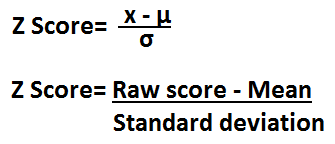 Z Score= x - μ
σ
Z Score= Raw score - Mean
Standard deviation